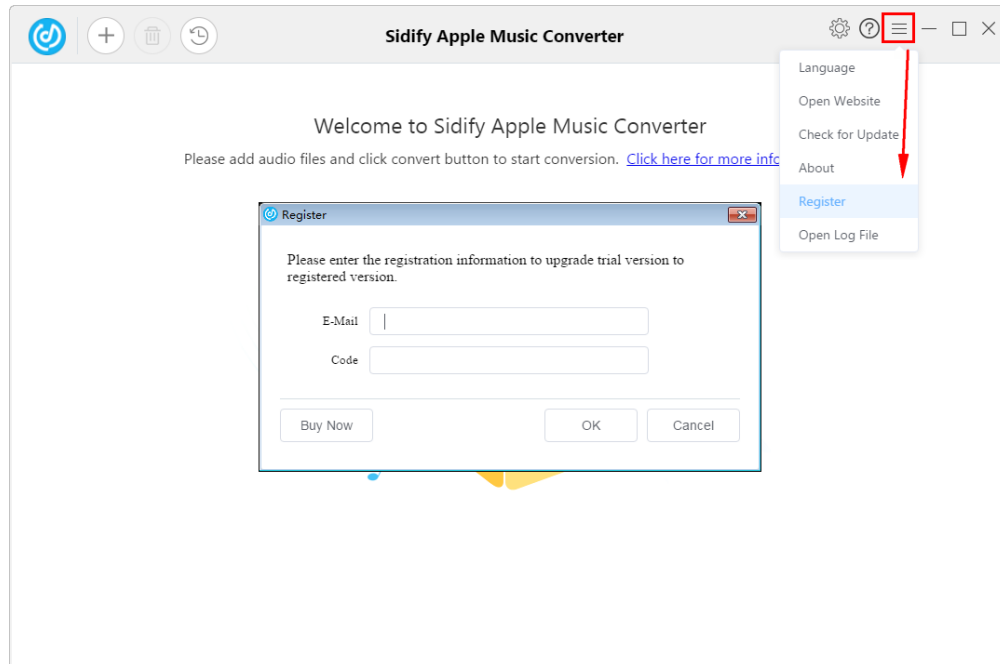 Sidify Apple Music Converter
Language
Open Website
Check for Update
About
Register
Open Log File
Welcome to Sidify Apple Music Converter
Please add audio files and click convert button to start conversion. Click here for more info
Register
Please enter the registration information to upgrade trial version to
registered version.
E-Mail
Code
Buy Now
OK
Cancel